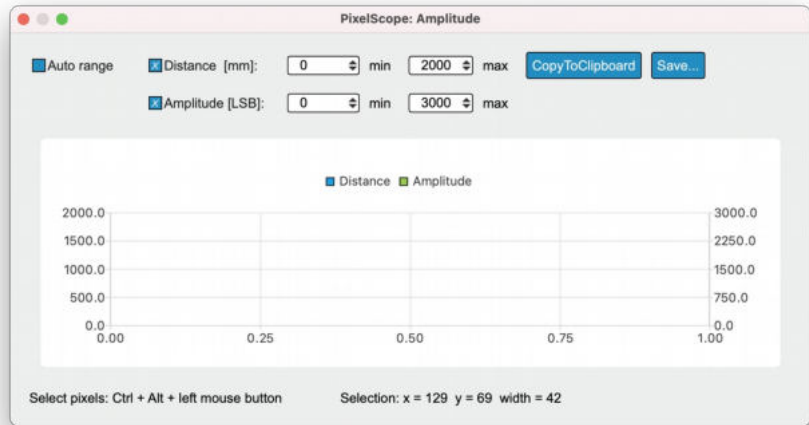 PixelScope: Amplitude
Auto range X Distance [mm]: 0 min 2000 max CopyToClipboard Save...
X Amplitude [LSB]: 0 min 3000 max
Distance Amplitude
2000.0 3000.0
1500.0 2250.0
1000.0 1500.0
500.0 750.0
0.0 0.0
0.00 0.25 0.50 0.75 1.00
Select pixels: Ctrl + Alt + left mouse button Selection: x = 129 y = 69 width = 42